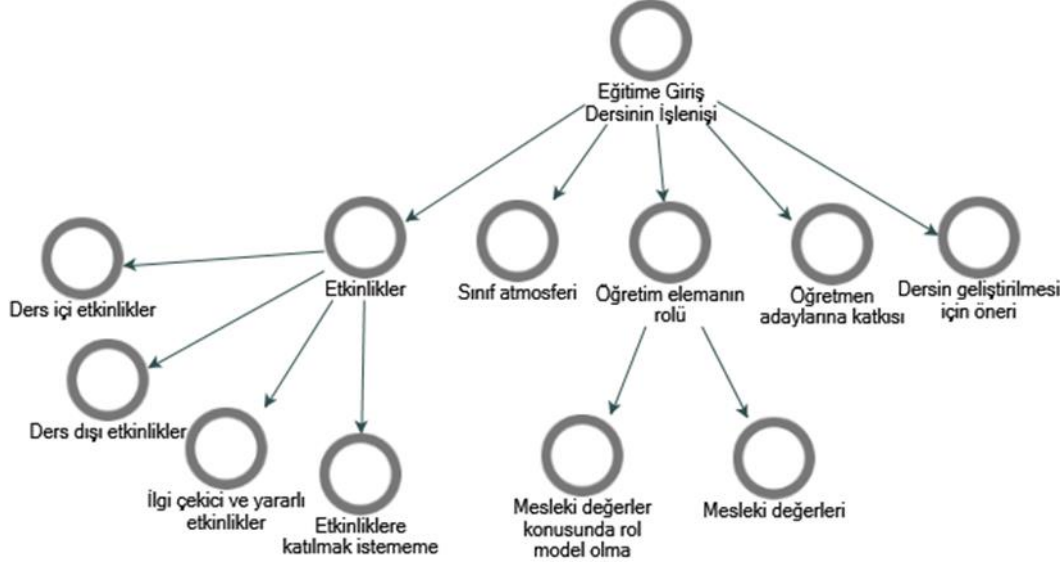 Eğitime Giriş
Dersinin İşlenişi
Etkinlikler
Sınıf atmosferi
Öğretim elemanın
rolü
Öğretmen
adaylarına katkısı
Dersin geliştirilmesi
için öneri
Ders içi etkinlikler
Ders dışı etkinlikler
İlgi çekici ve yararlı
etkinlikler
Etkinliklere
katılmak istememe
Mesleki değerler
konusunda rol
model olma
Mesleki değerleri